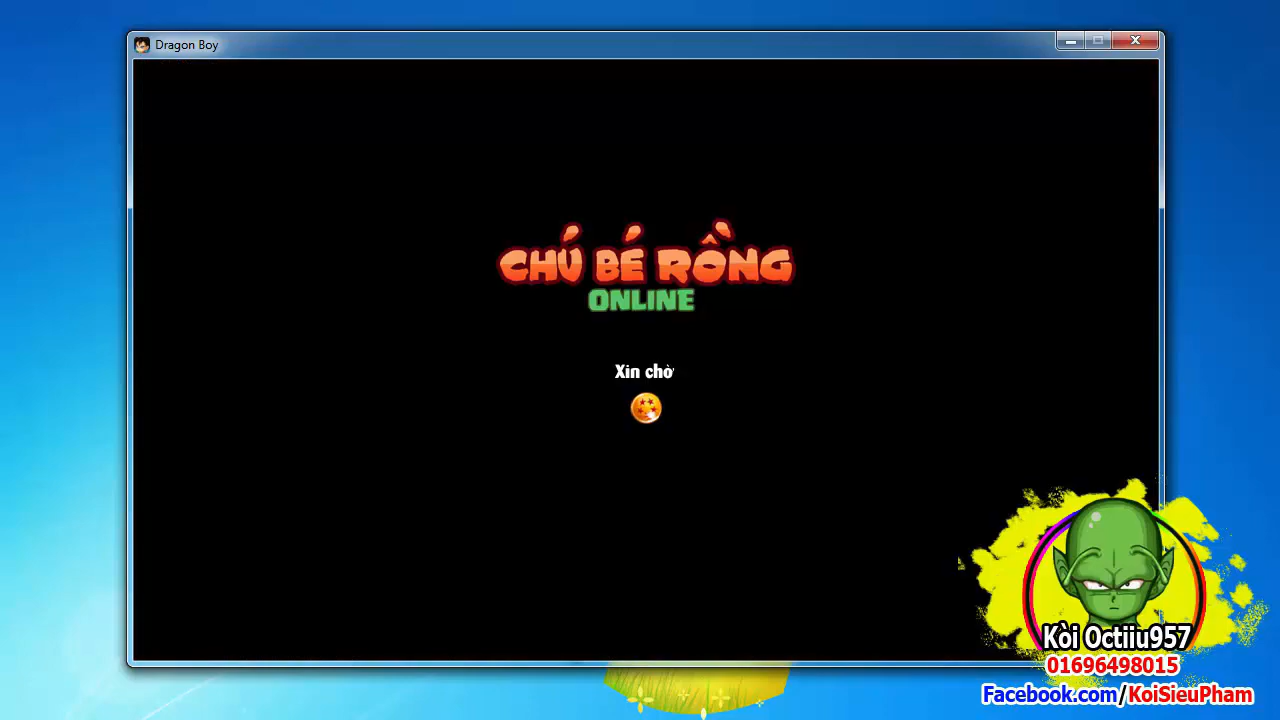 Dragon Boy
CHÚ BÉ RỒNG
ONLINE
Xin chờ
Kòi Octiiu957
01696498015
Facebook.com/KoiSieuPham